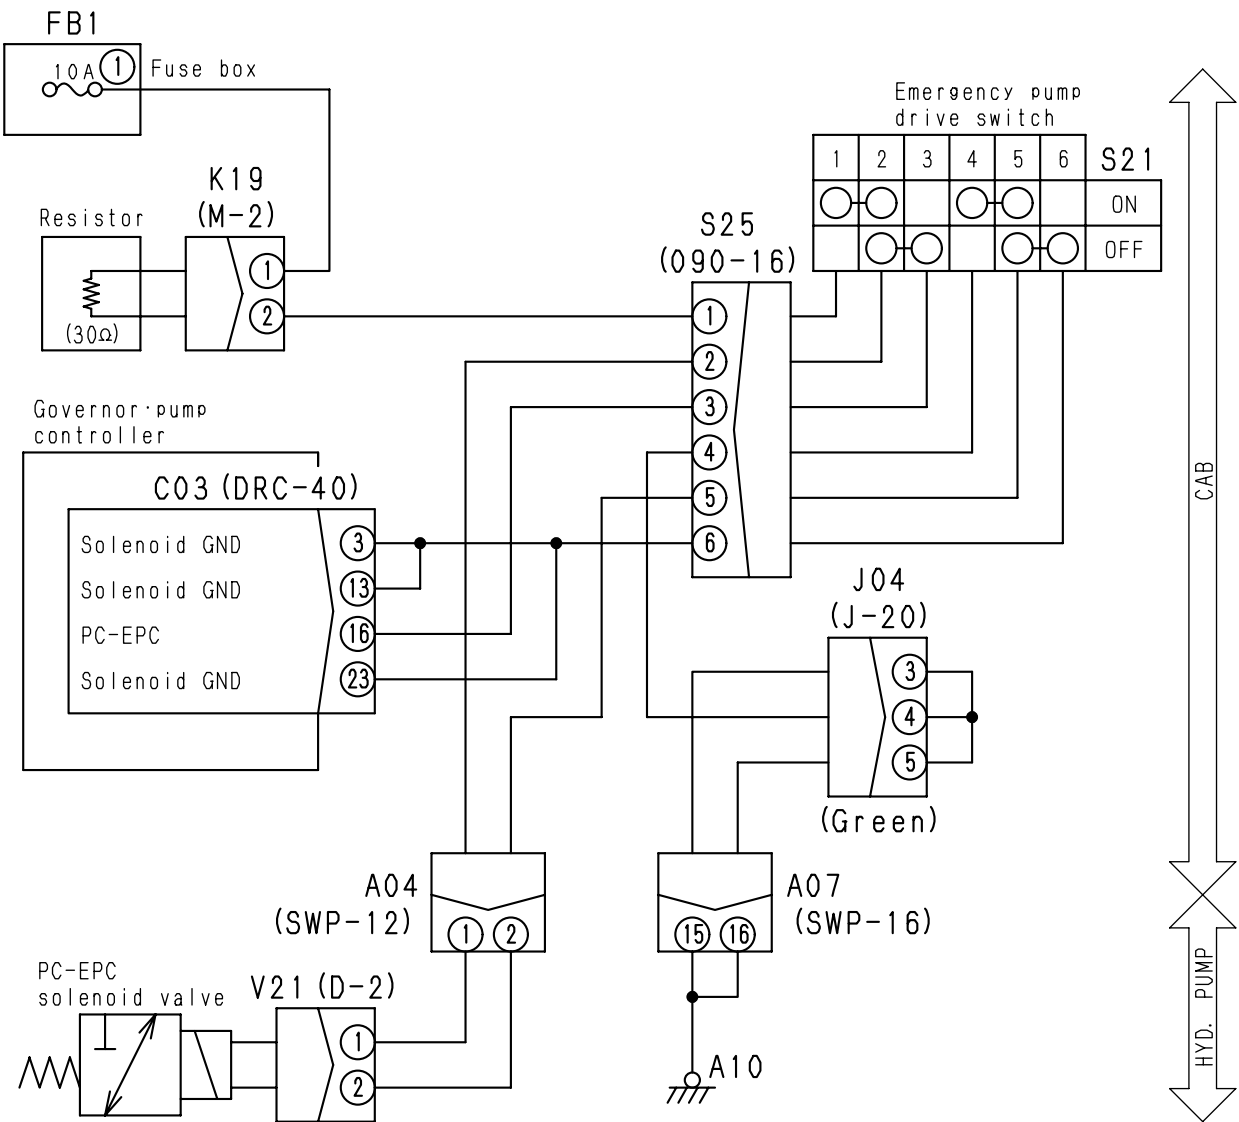 FB1
10A 1 Fuse box
Emergency pump
drive switch
1 2 3 4 5 6 S21
ON
OFF
K19
(M-2)
Resistor
1
2
(30Ω)
S25
(090-16)
1
2
3
4
5
6
Governor·pump
controller
C03 (DRC-40)
Solenoid GND 3
Solenoid GND 13
PC-EPC 16
Solenoid GND 23
J04
(J-20)
3
4
5
(Green)
A04
(SWP-12)
1 2
A07
(SWP-16)
15 16
PC-EPC
solenoid valve
V21 (D-2)
1
2
A10
CAB
HYD. PUMP